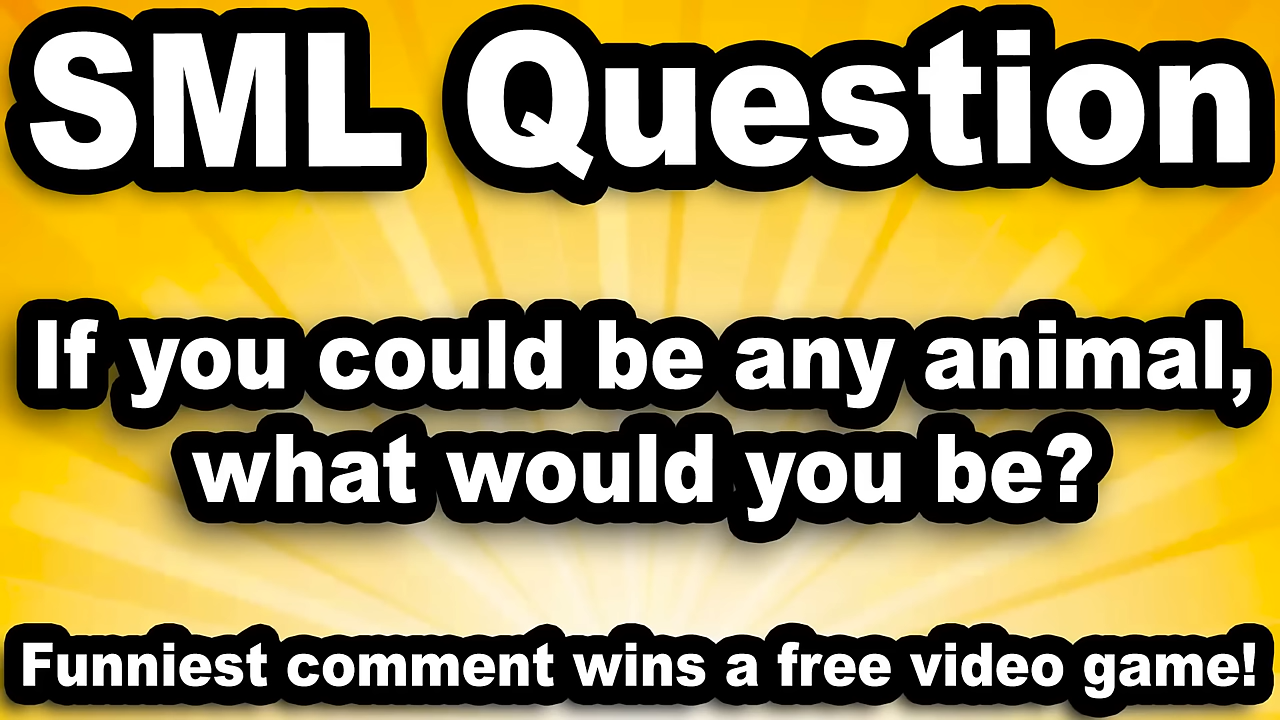 SML Question
If you could be any animal,
what would you be?
Funniest comment wins a free video game!